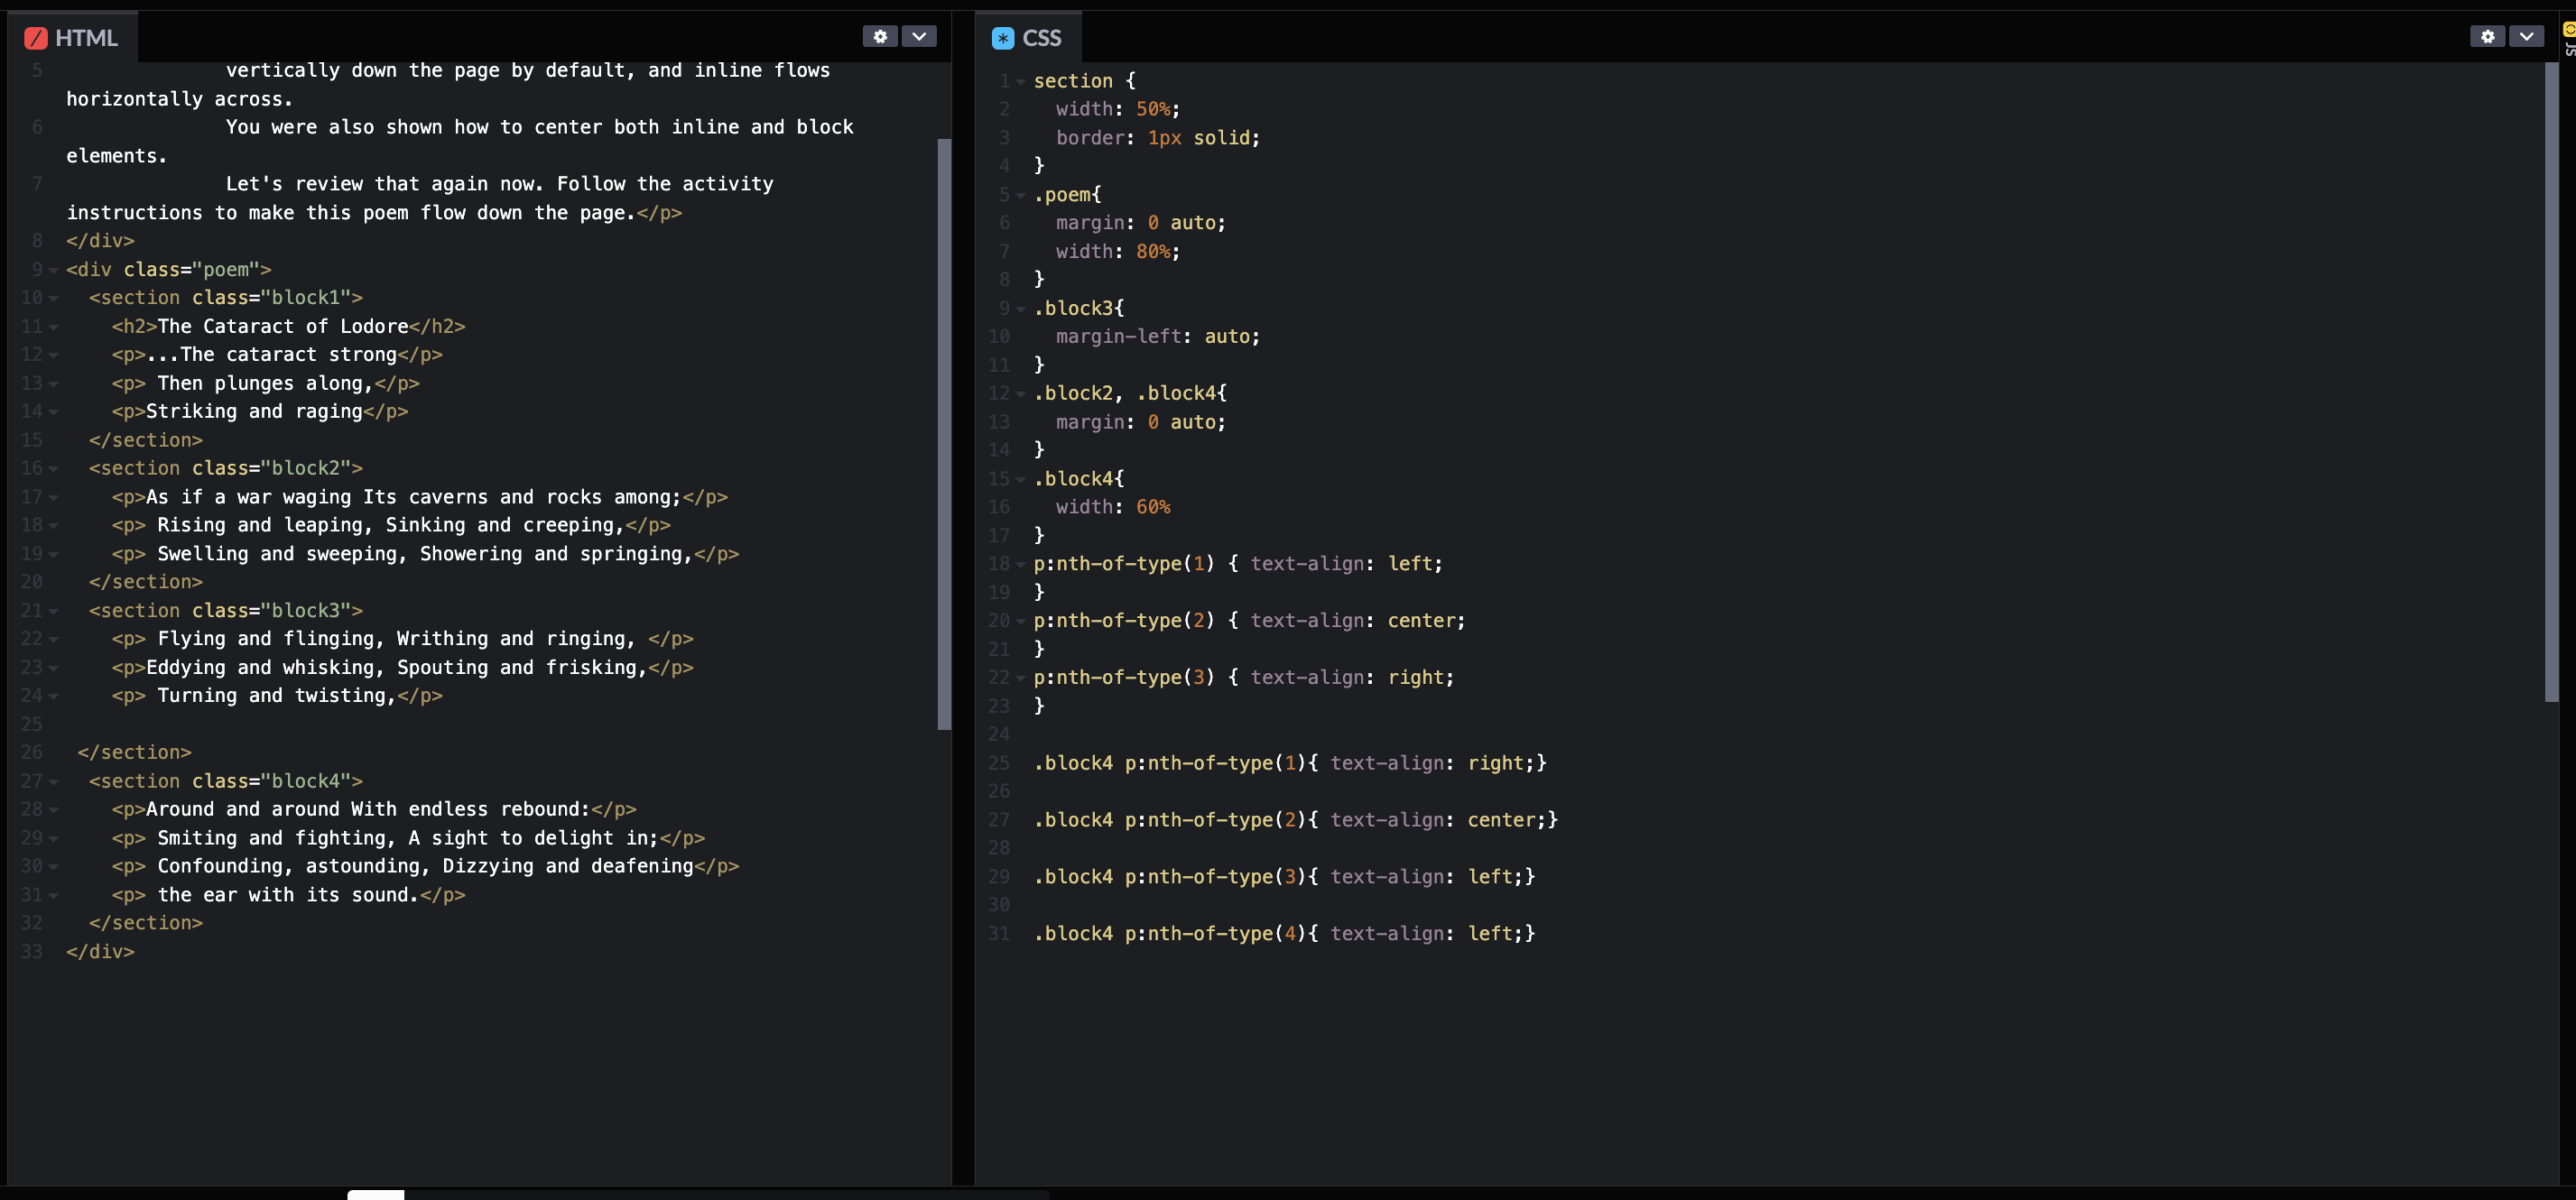 HTML
5 vertically down the page by default, and inline flows
horizontally across.
6 You were also shown how to center both inline and block
elements.
7 Let's review that again now. Follow the activity
instructions to make this poem flow down the page.</p>
8 </div>
9 <div class="poem">
10 <section class="block1">
11 <h2>The Cataract of Lodore</h2>
12 <p>...The cataract strong</p>
13 <p> Then plunges along,</p>
14 <p>Striking and raging</p>
15 </section>
16 <section class="block2">
17 <p>As if a war waging Its caverns and rocks among;</p>
18 <p> Rising and leaping, Sinking and creeping,</p>
19 <p> Swelling and sweeping, Showering and springing,</p>
20 </section>
21 <section class="block3">
22 <p> Flying and flinging, Writhing and ringing, </p>
23 <p>Eddying and whisking, Spouting and frisking,</p>
24 <p> Turning and twisting,</p>
25
26 </section>
27 <section class="block4">
28 <p>Around and around With endless rebound:</p>
29 <p> Smiting and fighting, A sight to delight in;</p>
30 <p> Confounding, astounding, Dizzying and deafening</p>
31 <p> the ear with its sound.</p>
32 </section>
33 </div>
CSS
1 section {
2 width: 50%;
3 border: 1px solid;
4 }
5 .poem{
6 margin: 0 auto;
7 width: 80%;
8 }
9 .block3{
10 margin-left: auto;
11 }
12 .block2, .block4{
13 margin: 0 auto;
14 }
15 .block4{
16 width: 60%
17 }
18 p:nth-of-type(1) { text-align: left;
19 }
20 p:nth-of-type(2) { text-align: center;
21 }
22 p:nth-of-type(3) { text-align: right;
23 }
24
25 .block4 p:nth-of-type(1){ text-align: right;}
26
27 .block4 p:nth-of-type(2){ text-align: center;}
28
29 .block4 p:nth-of-type(3){ text-align: left;}
30
31 .block4 p:nth-of-type(4){ text-align: left;}
JS